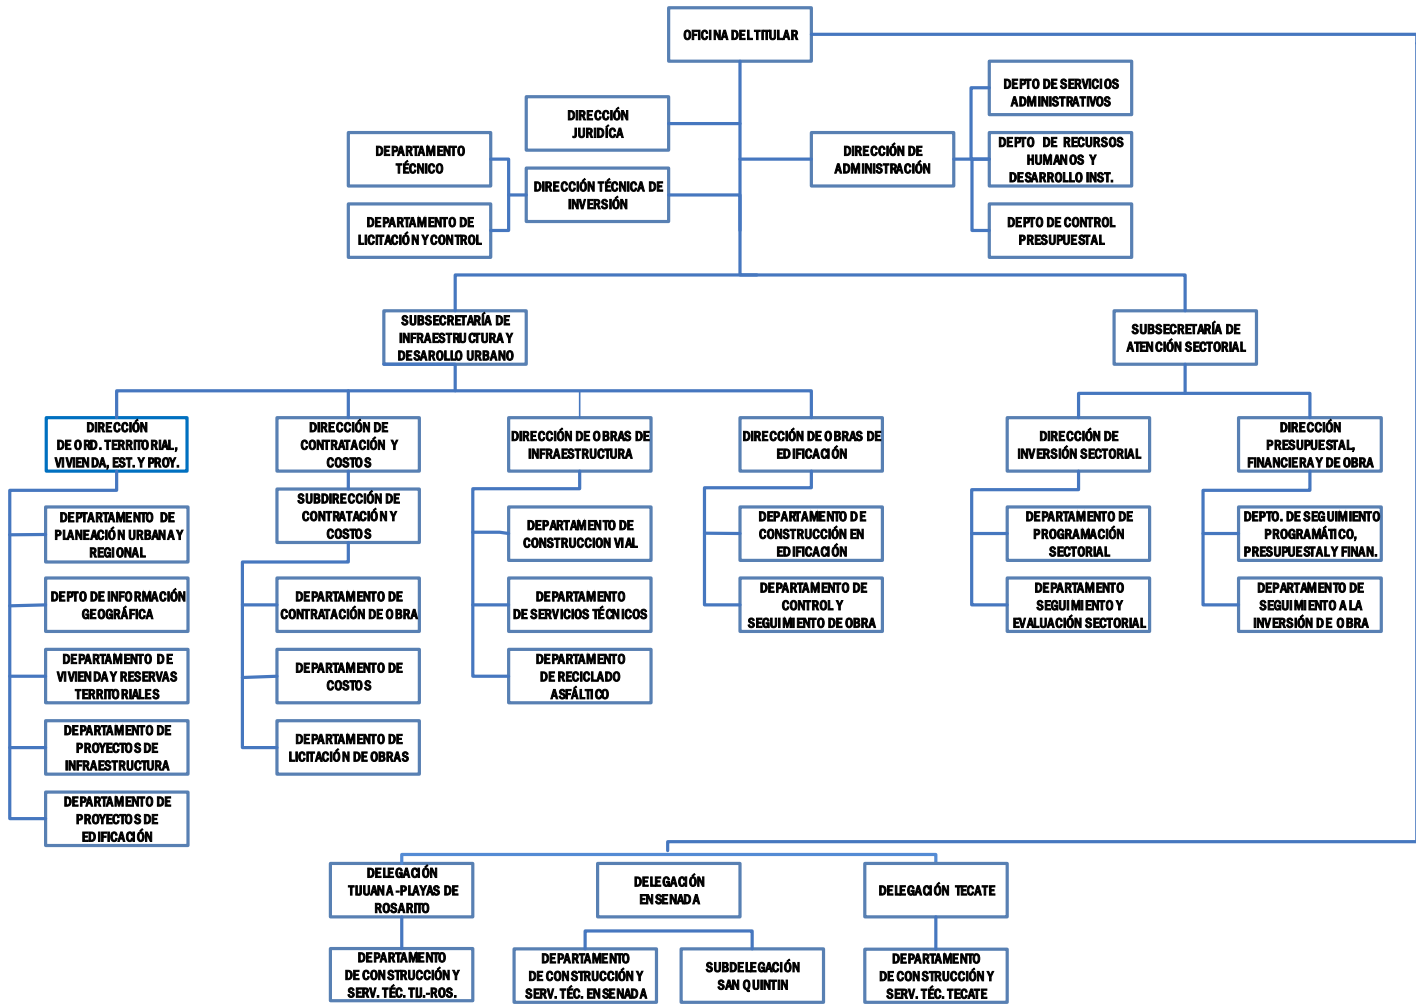 OFICINA DEL TITULAR
DIRECCIÓN
JURIDÍCA
DEPARTAMENTO
TÉCNICO
DIRECCIÓN TÉCNICA DE
INVERSIÓN
DEPARTAMENTO DE
LICITACIÓN Y CONTROL
DIRECCIÓN DE
ADMINISTRACIÓN
DEPTO DE SERVICIOS
ADMINISTRATIVOS
DEPTO DE RECURSOS
HUMANOS Y
DESARROLLO INST.
DEPTO DE CONTROL
PRESUPUESTAL
SUBSECRETARÍA DE
INFRAESTRUCTURA Y
DESAROLLO URBANO
SUBSECRETARÍA DE
ATENCIÓN SECTORIAL
DIRECCIÓN
DE ORD. TERRITORIAL,
VIVIENDA, EST. Y PROY.
DEPTARTAMENTO DE
PLANEACIÓN URBANA Y
REGIONAL
DEPTO DE INFORMACIÓN
GEOGRÁFICA
DEPARTAMENTO DE
VIVIENDA Y RESERVAS
TERRITORIALES
DEPARTAMENTO DE
PROYECTOS DE
INFRAESTRUCTURA
DEPARTAMENTO DE
PROYECTOS DE
EDIFICACIÓN
DIRECCIÓN DE
CONTRATACIÓN Y
COSTOS
SUBDIRECCIÓN DE
CONTRATACIÓN Y
COSTOS
DEPARTAMENTO DE
CONTRATACIÓN DE OBRA
DEPARTAMENTO DE
COSTOS
DEPARTAMENTO DE
LICITACIÓN DE OBRAS
DIRECCIÓN DE OBRAS DE
INFRAESTRUCTURA
DEPARTAMENTO DE
CONSTRUCCION VIAL
DEPARTAMENTO
DE SERVICIOS TÉCNICOS
DEPARTAMENTO
DE RECICLADO
ASFÁLTICO
DIRECCIÓN DE OBRAS DE
EDIFICACIÓN
DEPARTAMENTO DE
CONSTRUCCIÓN EN
EDIFICACIÓN
DEPARTAMENTO DE
CONTROL Y
SEGUIMIENTO DE OBRA
DIRECCIÓN DE
INVERSIÓN SECTORIAL
DEPARTAMENTO DE
PROGRAMACIÓN
SECTORIAL
DEPARTAMENTO
SEGUIMIENTO Y
EVALUACIÓN SECTORIAL
DIRECCIÓN
PRESUPUESTAL,
FINANCIERA Y DE OBRA
DEPTO. DE SEGUIMIENTO
PROGRAMÁTICO,
PRESUPUESTAL Y FINAN.
DEPARTAMENTO DE
SEGUIMIENTO A LA
INVERSIÓN DE OBRA
DELEGACIÓN
TIJUANA-PLAYAS DE
ROSARITO
DEPARTAMENTO
DE CONSTRUCCIÓN Y
SERV. TÉC. TIJ.-ROS.
DELEGACIÓN
ENSENADA
DEPARTAMENTO
DE CONSTRUCCIÓN Y
SERV. TÉC. ENSENADA
SUBDELEGACIÓN
SAN QUINTIN
DELEGACIÓN TECATE
DEPARTAMENTO
DE CONSTRUCCIÓN Y
SERV. TÉC. TECATE